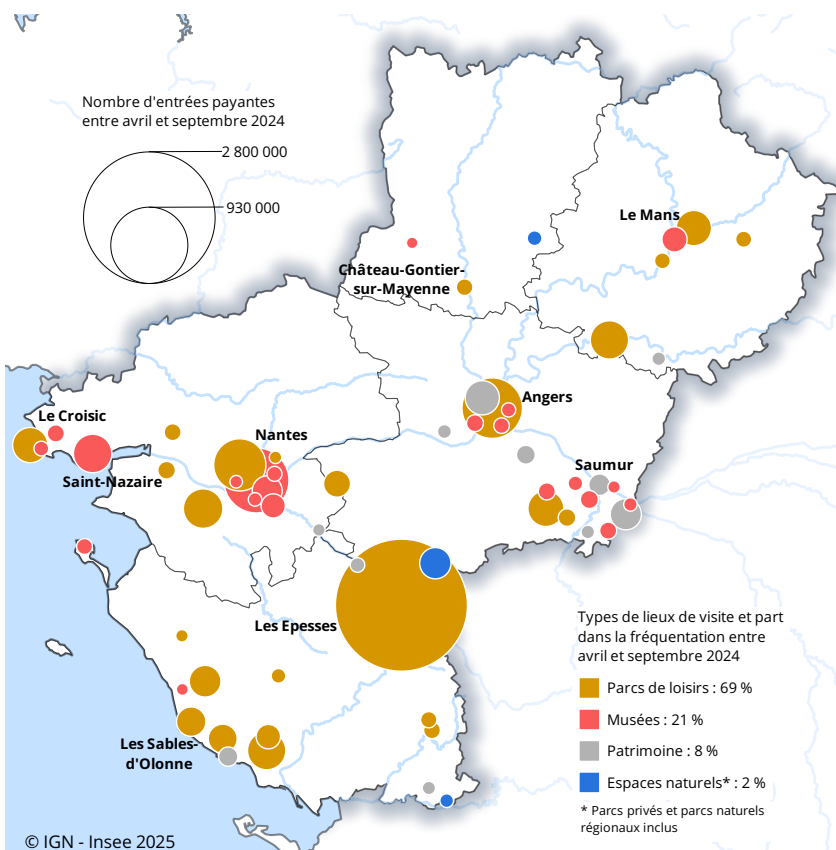 Nombre d'entrées payantes
entre avril et septembre 2024
2 800 000
930 000
Le Mans
Château-Gontier-
sur-Mayenne
Angers
Le Croisic
Nantes
Saint-Nazaire
Saumur
Les Epesses
Les Sables-
d'Olonne
Types de lieux de visite et part
dans la fréquentation entre
avril et septembre 2024
Parcs de loisirs : 69 %
Musées : 21 %
Patrimoine : 8 %
Espaces naturels* : 2 %
* Parcs privés et parcs naturels
régionaux inclus
© IGN - Insee 2025